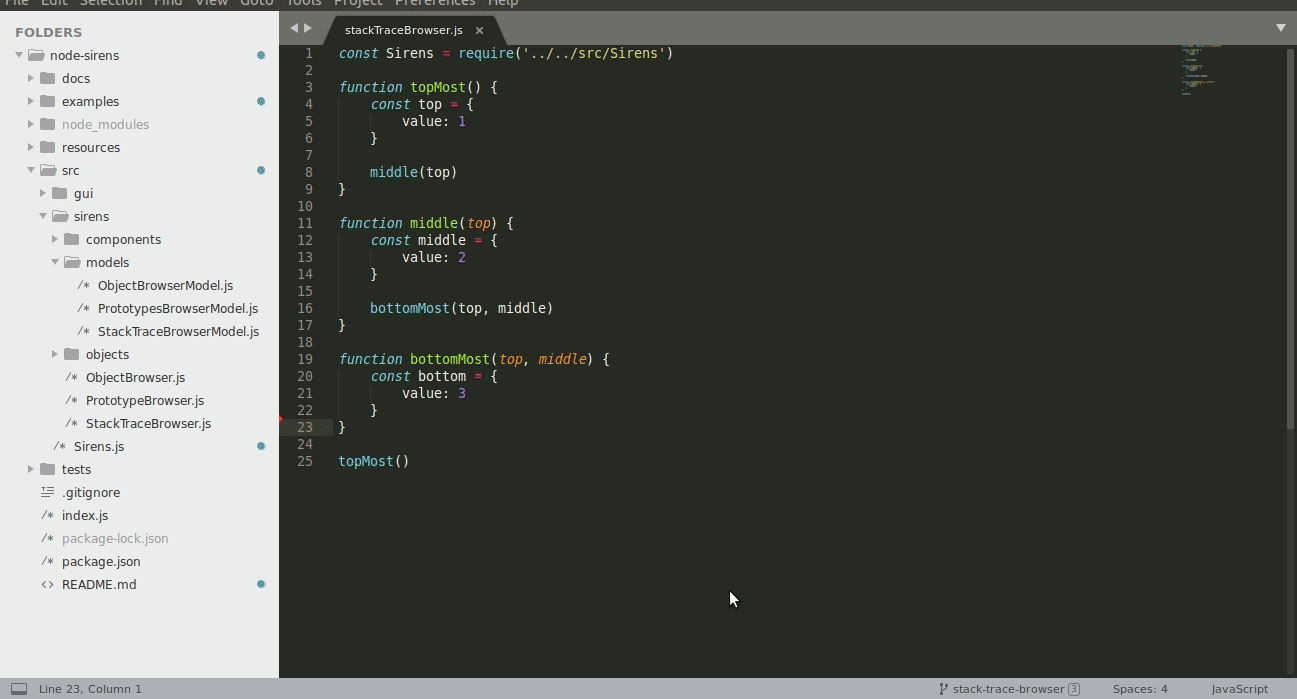 File Edit Selection Find View Goto Tools Project Preferences Help
FOLDERS
node-sirens
docs
examples
node_modules
resources
src
gui
sirens
components
models
/* ObjectBrowserModel.js
/* PrototypesBrowserModel.js
/* StackTraceBrowserModel.js
objects
/* ObjectBrowser.js
/* PrototypeBrowser.js
/* StackTraceBrowser.js
/* Sirens.js
tests
.gitignore
/* index.js
/* package-lock.json
/* package.json
<> README.md
stackTraceBrowser.js ×
1 const Sirens = require('../../src/Sirens')
2
3 function topMost() {
4     const top = {
5         value: 1
6     }
7
8     middle(top)
9 }
10
11 function middle(top) {
12     const middle = {
13         value: 2
14     }
15
16     bottomMost(top, middle)
17 }
18
19 function bottomMost(top, middle) {
20     const bottom = {
21         value: 3
22     }
23 }
24
25 topMost()
Line 23, Column 1
stack-trace-browser 3
Spaces: 4
JavaScript